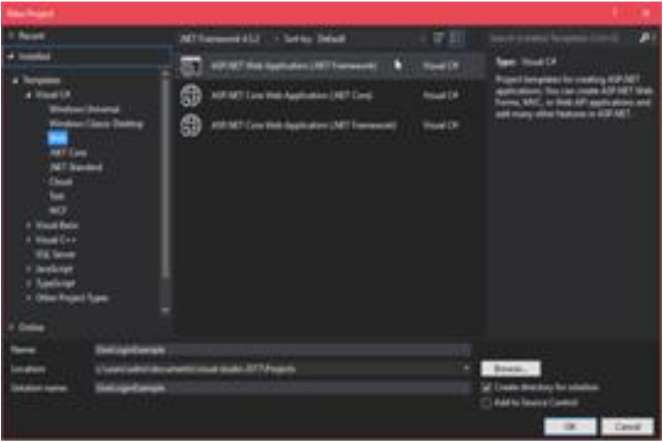 New Project
Recent
Installed
Templates
Visual C#
Windows Universal
Windows Classic Desktop
Web
.NET Core
.NET Standard
Cloud
Test
WCF
Visual Basic
Visual C++
SQL Server
JavaScript
TypeScript
Other Project Types
Online
.NET Framework 4.5.2 Sort by: Default
ASP.NET Web Application (.NET Framework) Visual C#
ASP.NET Core Web Application (.NET Core) Visual C#
ASP.NET Core Web Application (.NET Framework) Visual C#
Search Installed Templates (Ctrl+E)
Type: Visual C#
Project templates for creating ASP.NET
applications. You can create ASP.NET Web
Forms, MVC, or Web API applications and
add many other features in ASP.NET.
Name: UserLoginExample
Location: documents\visual studio 2017\Projects
Solution name: UserLoginExample
Browse...
Create directory for solution
Add to Source Control
OK Cancel